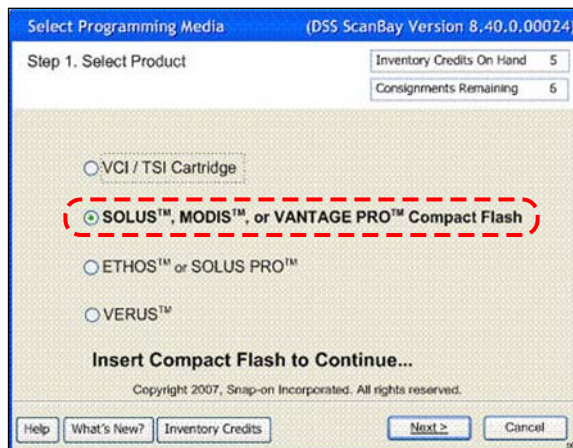 Select Programming Media (DSS ScanBay Version 8.40.0.00024)
Step 1. Select Product
Inventory Credits On Hand 5
Consignments Remaining 6
VCI / TSI Cartridge
SOLUS™, MODIS™, or VANTAGE PRO™ Compact Flash
ETHOS™ or SOLUS PRO™
VERUS™
Insert Compact Flash to Continue...
Copyright 2007, Snap-on Incorporated. All rights reserved.
Help What's New? Inventory Credits Next > Cancel